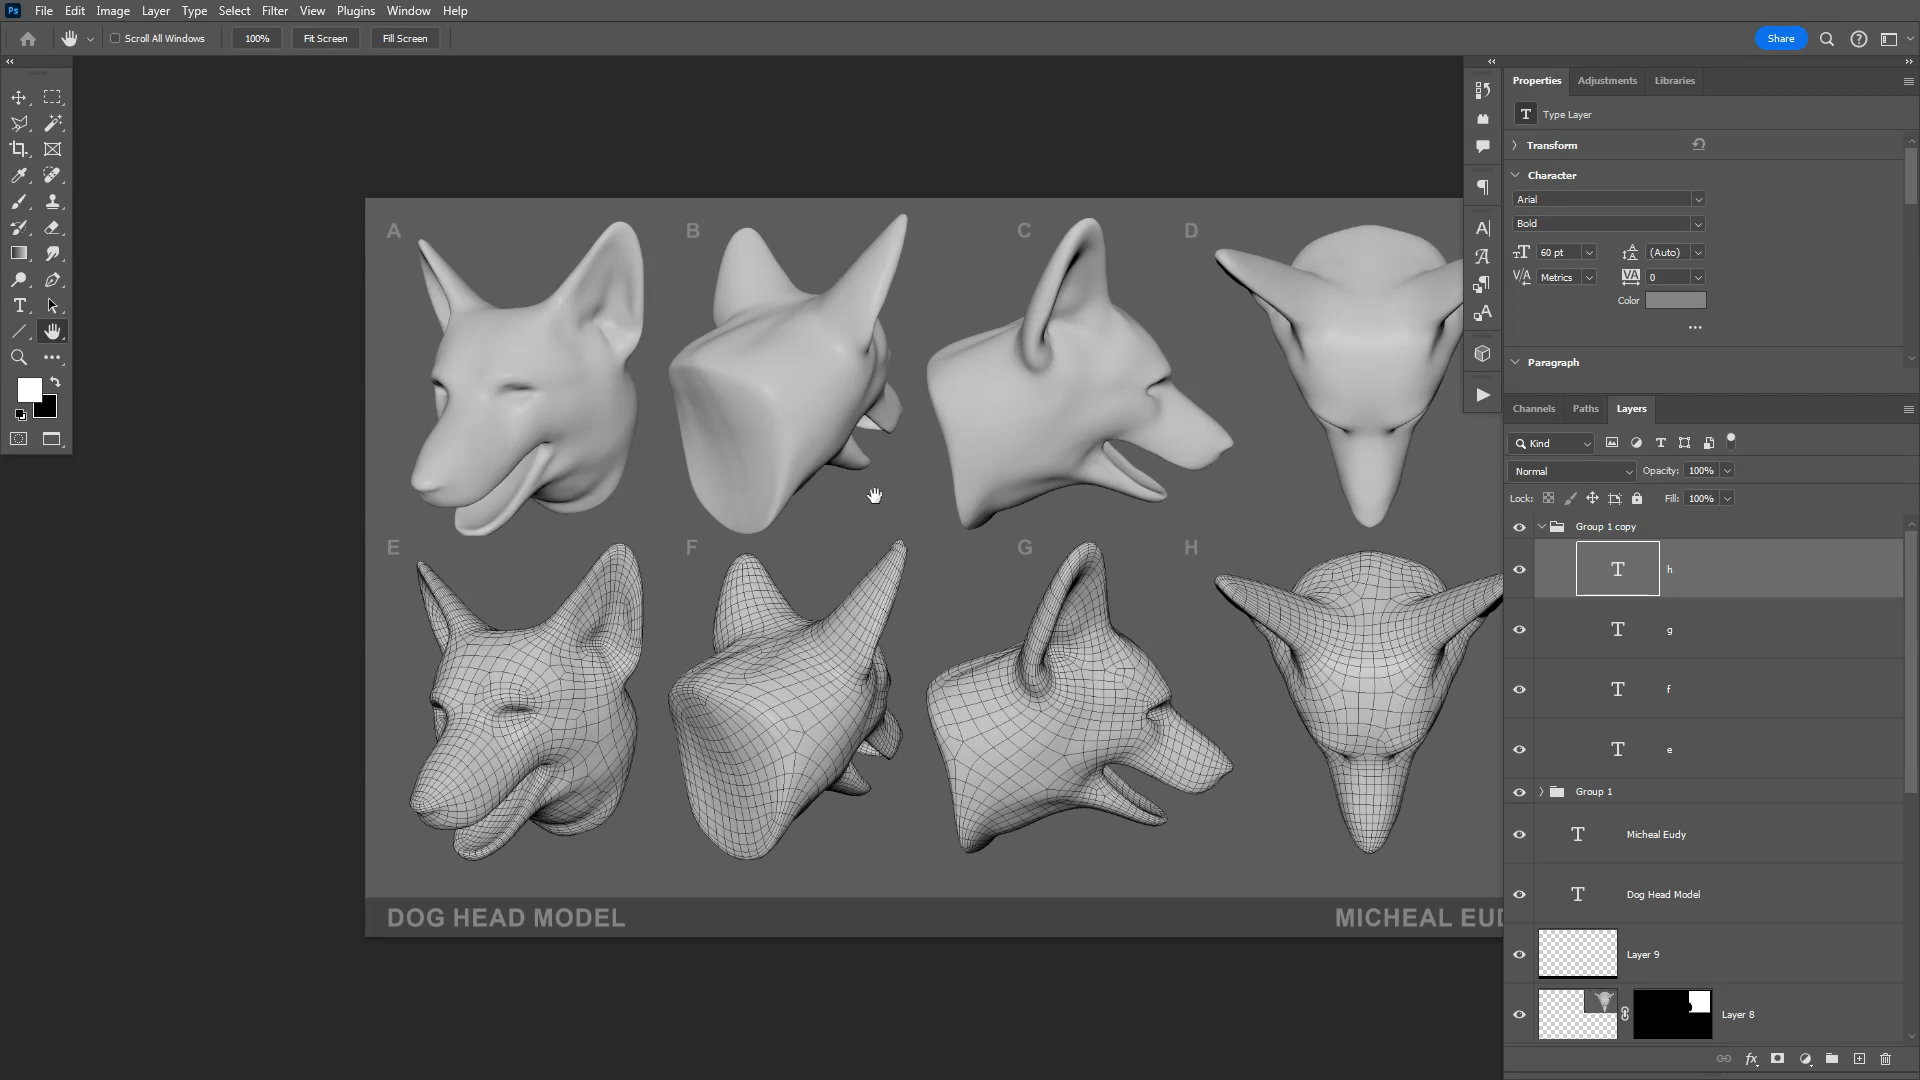 Ps File Edit Image Layer Type Select Filter View Plugins Window Help
Scroll All Windows 100% Fit Screen Fill Screen Share
Properties Adjustments Libraries
T Type Layer
Transform
Character
Arial
Bold
60 pt (Auto)
Metrics 0
Color
Paragraph
Channels Paths Layers
Kind
Normal Opacity: 100%
Lock: Fill: 100%
Group 1 copy
T h
T g
T f
T e
Group 1
T Micheal Eudy
T Dog Head Model
Layer 9
Layer 8
A B C D
E F G H
DOG HEAD MODEL MICHEAL EUD